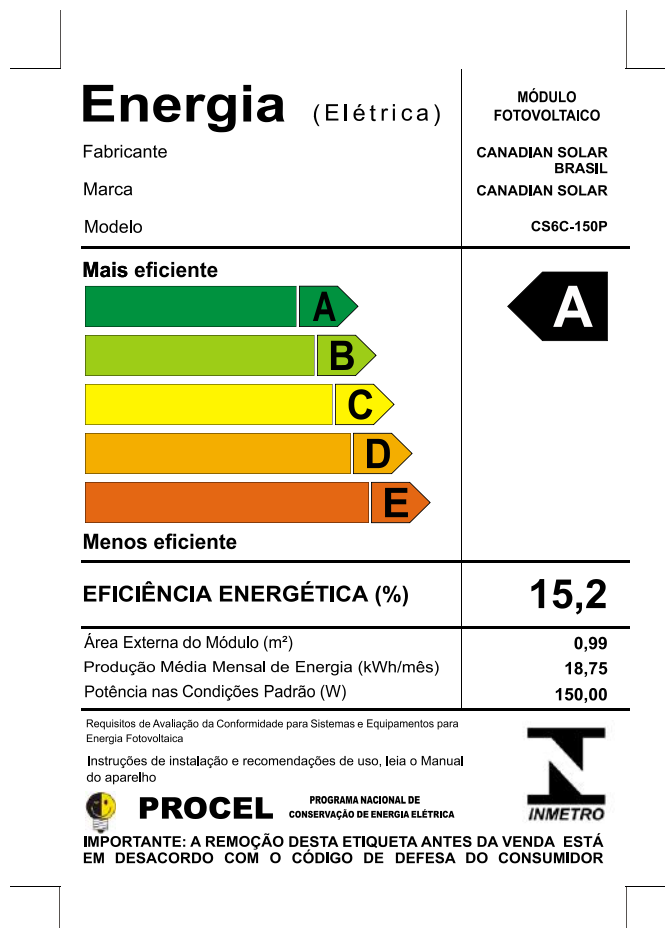 Energia (Elétrica)
MÓDULO
FOTOVOLTAICO
Fabricante
CANADIAN SOLAR
BRASIL
Marca
CANADIAN SOLAR
Modelo
CS6C-150P
Mais eficiente
A
A
B
C
D
E
Menos eficiente
EFICIÊNCIA ENERGÉTICA (%)
15,2
Área Externa do Módulo (m²)
0,99
Produção Média Mensal de Energia (kWh/mês)
18,75
Potência nas Condições Padrão (W)
150,00
Requisitos de Avaliação da Conformidade para Sistemas e Equipamentos para
Energia Fotovoltaica
Instruções de instalação e recomendações de uso, leia o Manual
do aparelho
PROCEL
PROGRAMA NACIONAL DE
CONSERVAÇÃO DE ENERGIA ELÉTRICA
INMETRO
IMPORTANTE: A REMOÇÃO DESTA ETIQUETA ANTES DA VENDA ESTÁ
EM DESACORDO COM O CÓDIGO DE DEFESA DO CONSUMIDOR